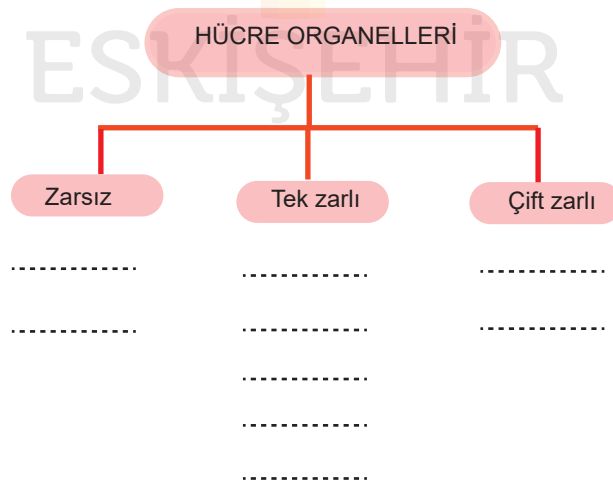 HÜCRE ORGANELLERİ
ESKİŞEHİR
Zarsız
Tek zarlı
Çift zarlı